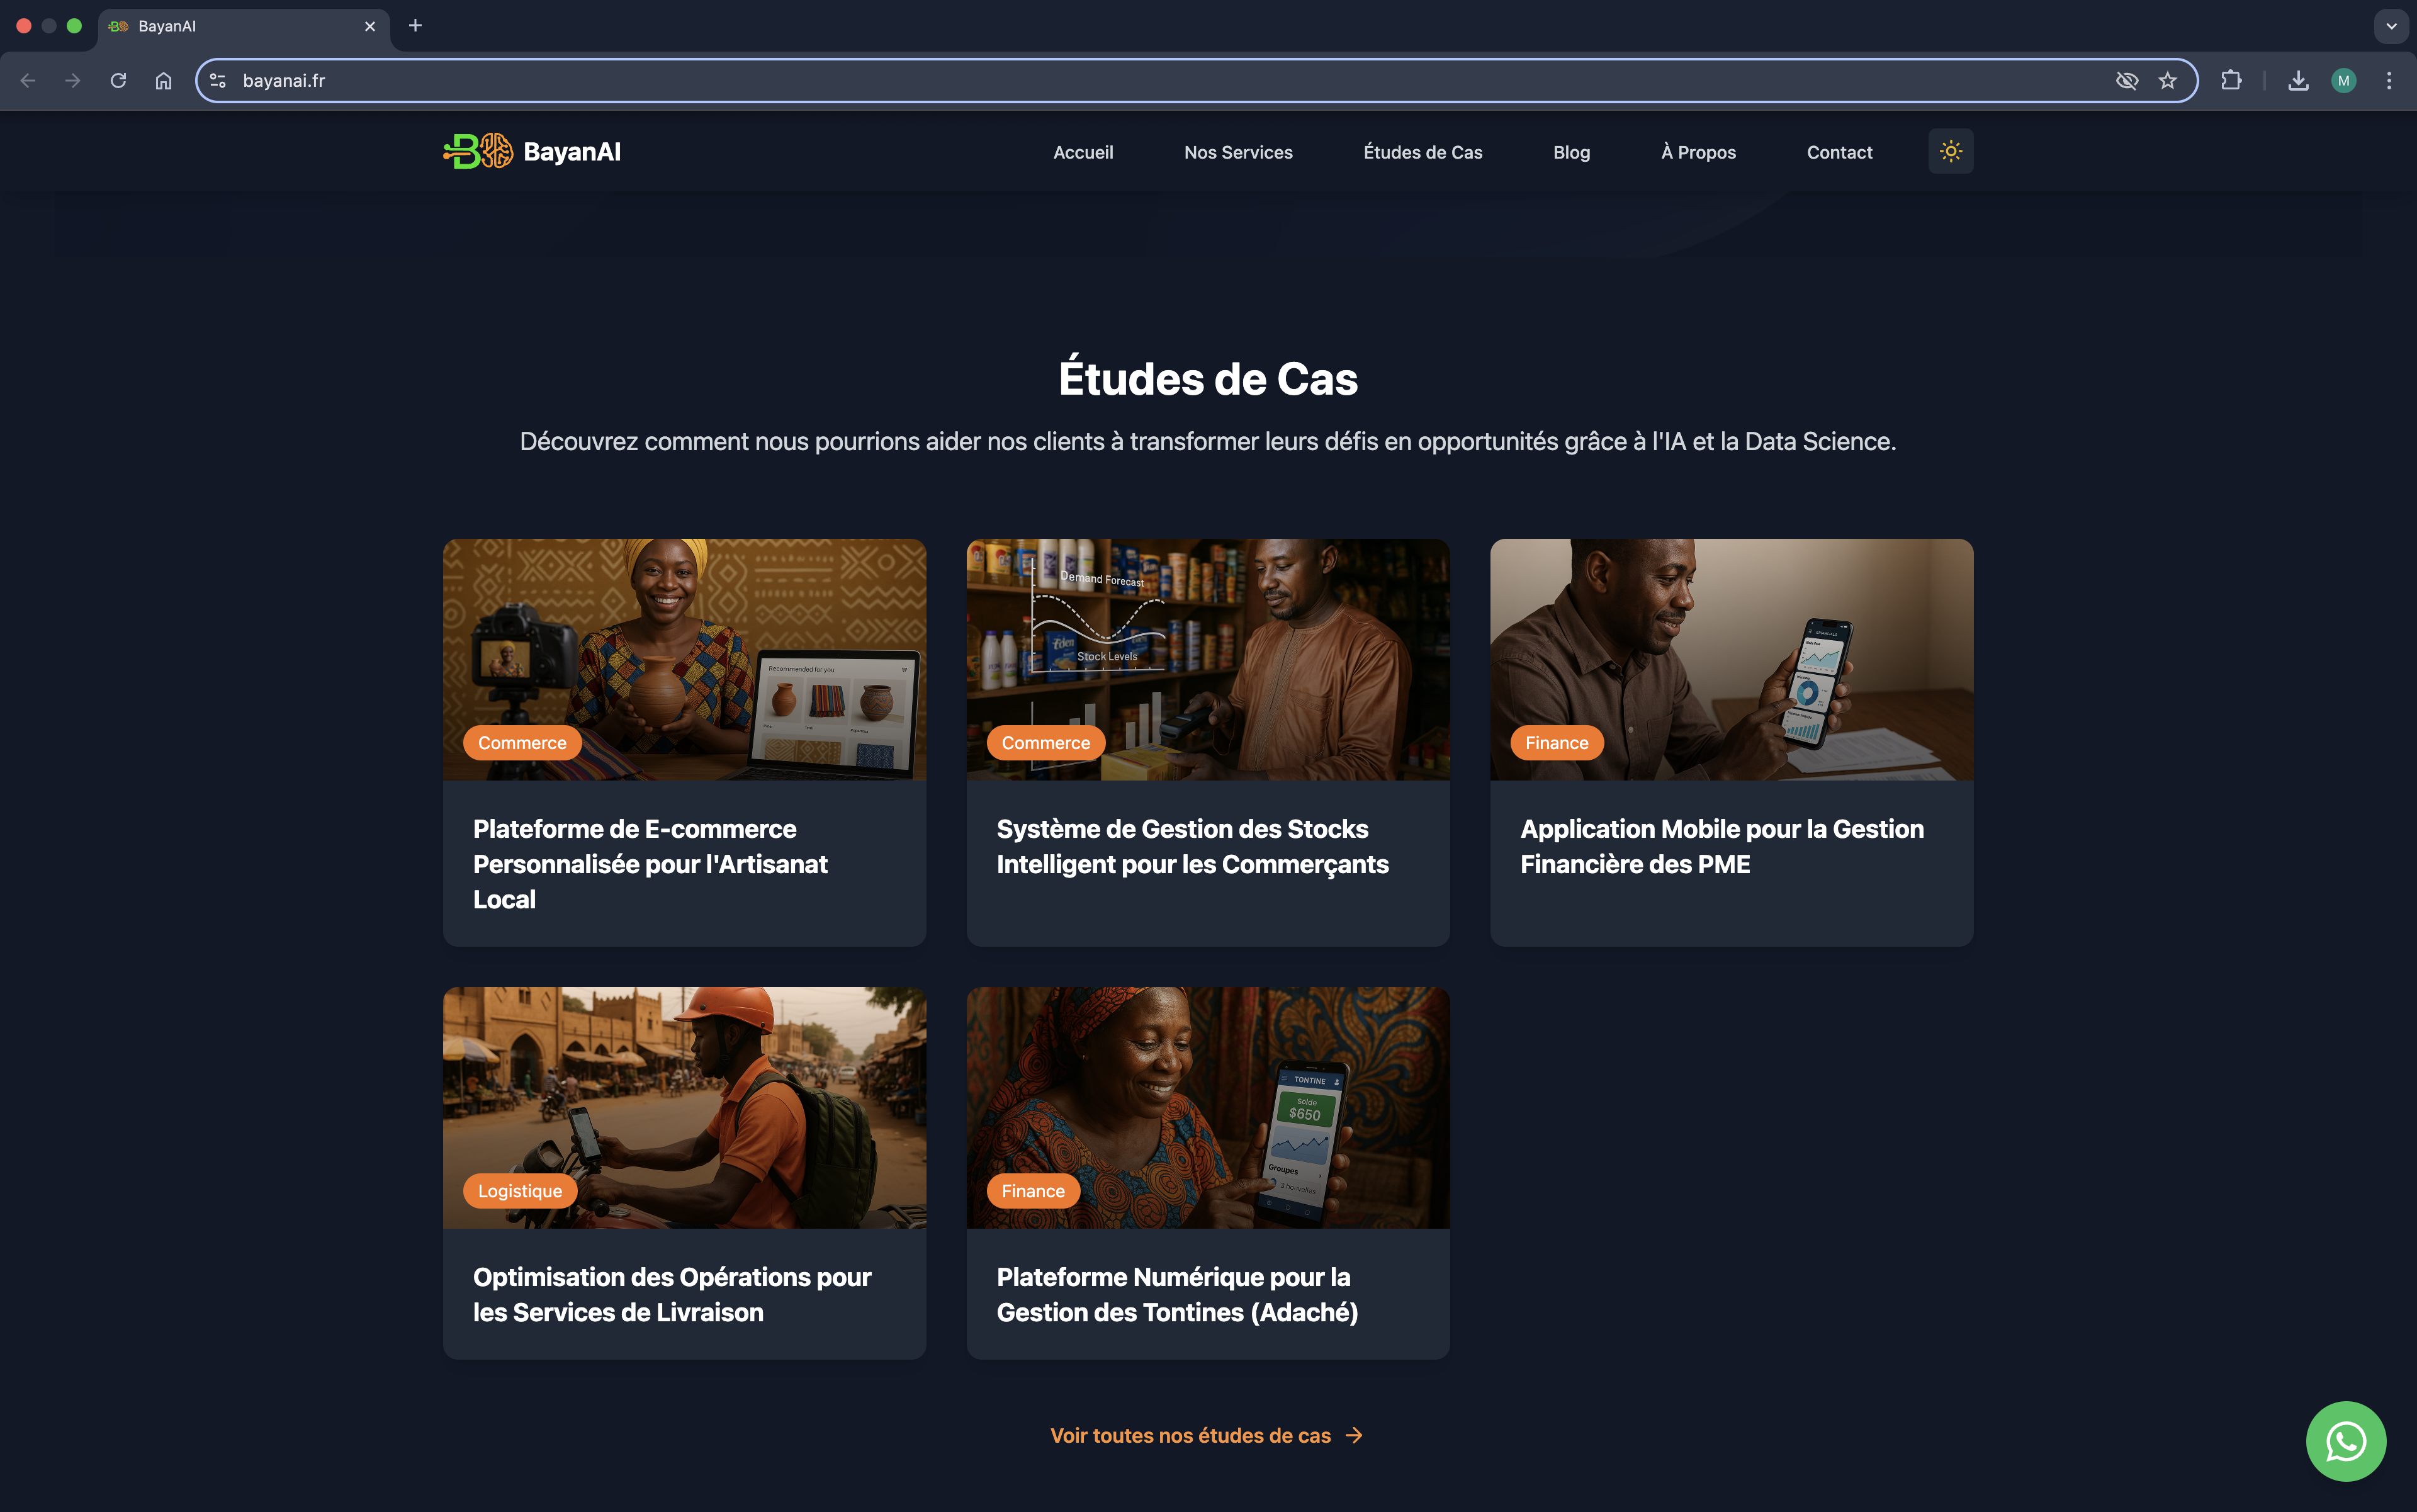 BayanAI
bayanai.fr
M
BayanAI
Accueil
Nos Services
Études de Cas
Blog
À Propos
Contact
Études de Cas
Découvrez comment nous pourrions aider nos clients à transformer leurs défis en opportunités grâce à l'IA et la Data Science.
Recommended for you
Commerce
Demand Forecast
Eden
Stock Levels
Commerce
Finance
Plateforme de E-commerce
Personnalisée pour l'Artisanat
Local
Système de Gestion des Stocks
Intelligent pour les Commerçants
Application Mobile pour la Gestion
Financière des PME
Logistique
TONTINE
Solde
$650
Groupes
3 nouvelles
Finance
Optimisation des Opérations pour
les Services de Livraison
Plateforme Numérique pour la
Gestion des Tontines (Adaché)
Voir toutes nos études de cas